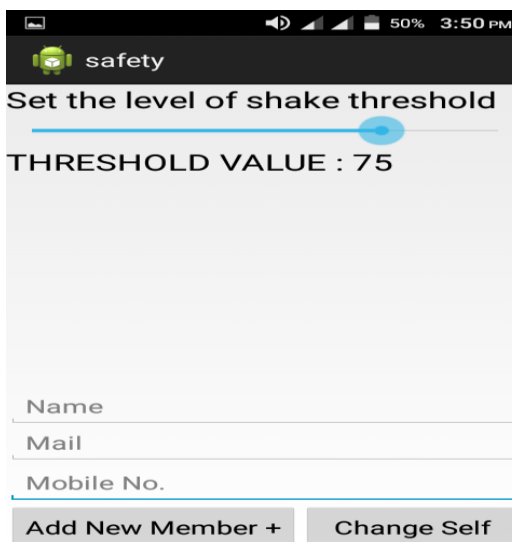 50% 3:50 PM
safety
Set the level of shake threshold
THRESHOLD VALUE : 75
Name
Mail
Mobile No.
Add New Member + Change Self